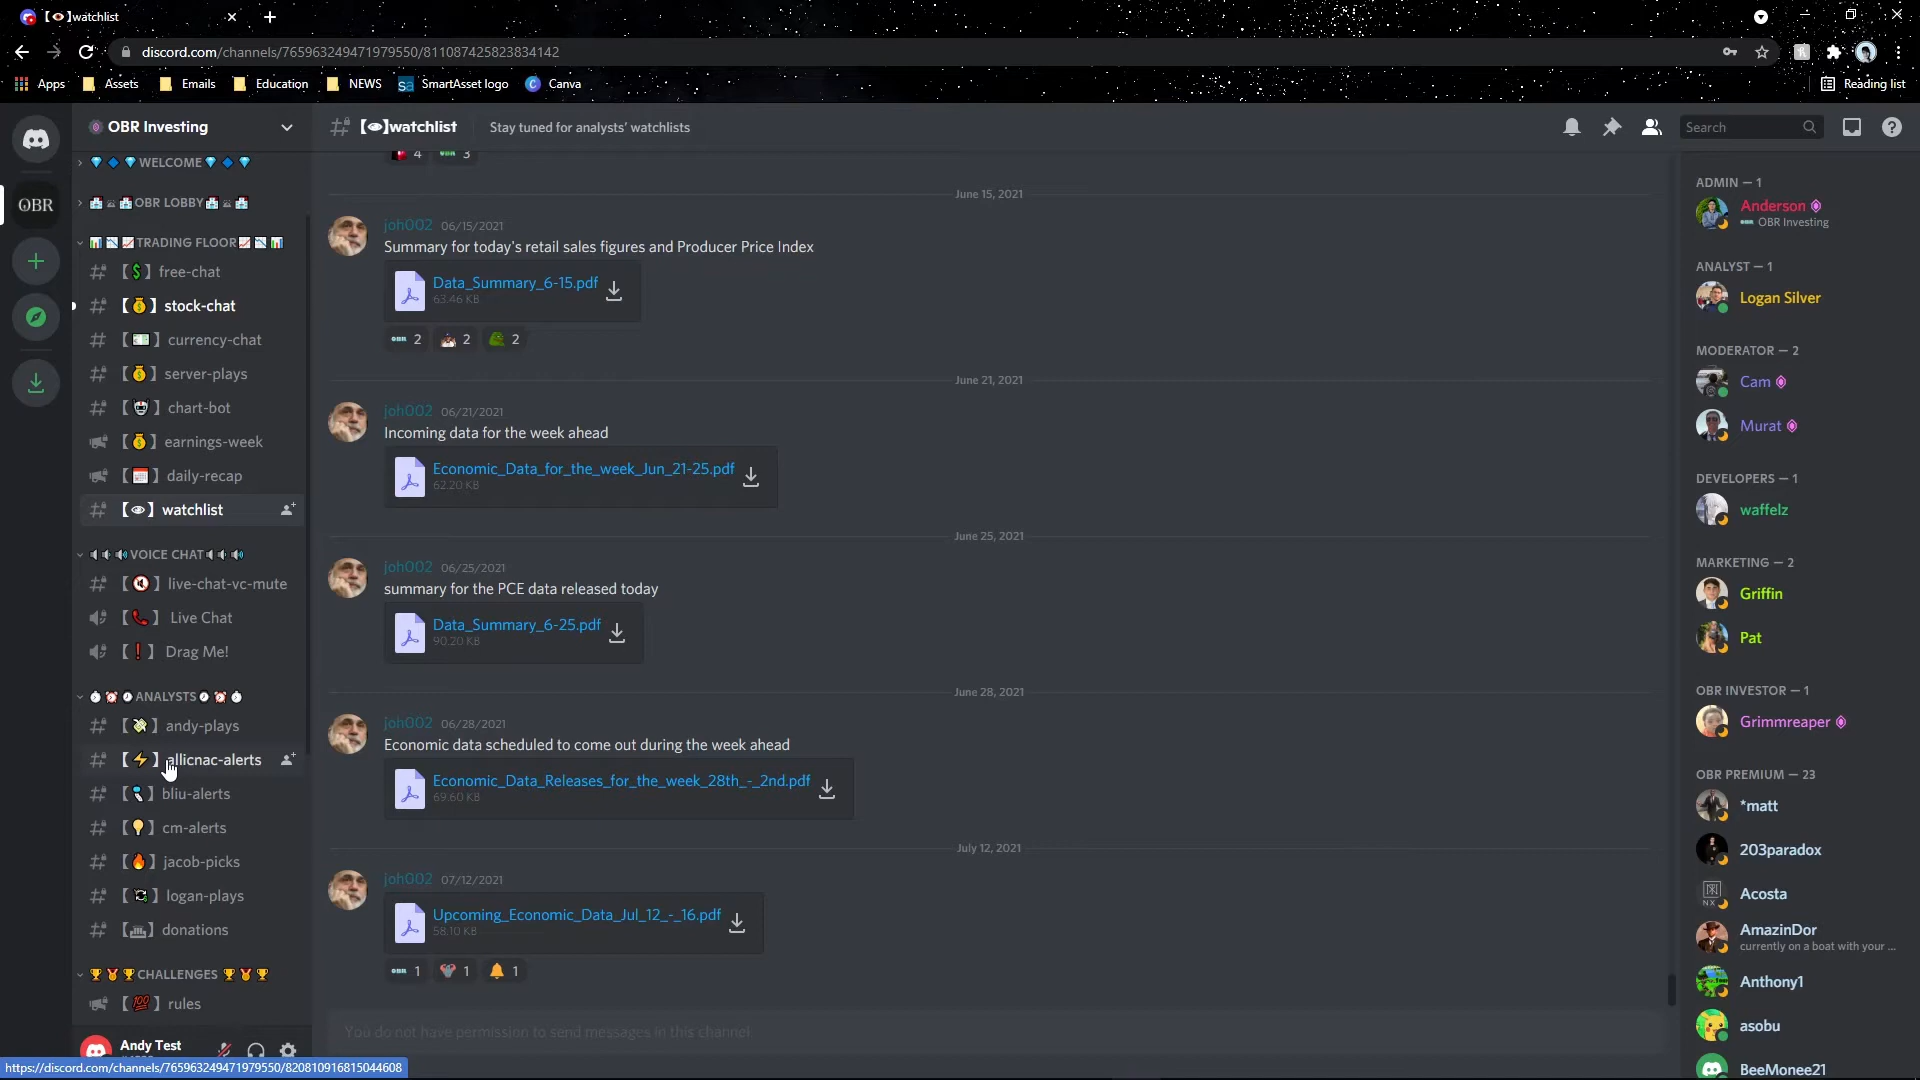 [👁]watchlist
discord.com/channels/765963249471979550/811087425823834142
Apps Assets Emails Education NEWS sa SmartAsset logo Canva Reading list
OBR
OBR Investing
WELCOME
OBR LOBBY
TRADING FLOOR
【💲】free-chat
【💰】stock-chat
【💵】currency-chat
【💰】server-plays
【🤖】chart-bot
【💰】earnings-week
【📅】daily-recap
【👁】watchlist
VOICE CHAT
【🔇】live-chat-vc-mute
【📞】Live Chat
【❗】Drag Me!
ANALYSTS
【💸】andy-plays
【⚡】allicnac-alerts
bliu-alerts
【💡】cm-alerts
【🔥】jacob-picks
logan-plays
donations
CHALLENGES
【💯】rules
Andy Test
https://discord.com/channels/765963249471979550/820810916815044608
[👁]watchlist Stay tuned for analysts' watchlists
Search
4 3
June 15, 2021
joh002 06/15/2021
Summary for today's retail sales figures and Producer Price Index
Data_Summary_6-15.pdf
63.46 KB
2 2 2
June 21, 2021
joh002 06/21/2021
Incoming data for the week ahead
Economic_Data_for_the_week_Jun_21-25.pdf
62.20 KB
June 25, 2021
joh002 06/25/2021
summary for the PCE data released today
Data_Summary_6-25.pdf
90.20 KB
June 28, 2021
joh002 06/28/2021
Economic data scheduled to come out during the week ahead
Economic_Data_Releases_for_the_week_28th_-_2nd.pdf
69.60 KB
July 12, 2021
joh002 07/12/2021
Upcoming_Economic_Data_Jul_12_-_16.pdf
58.10 KB
1 1 1
You do not have permission to send messages in this channel
ADMIN — 1
Anderson
OBR Investing
ANALYST — 1
Logan Silver
MODERATOR — 2
Cam
Murat
DEVELOPERS — 1
waffelz
MARKETING — 2
Griffin
Pat
OBR INVESTOR — 1
Grimmreaper
OBR PREMIUM — 23
*matt
203paradox
Acosta
AmazinDor
currently on a boat with your ...
Anthony1
asobu
BeeMonee21